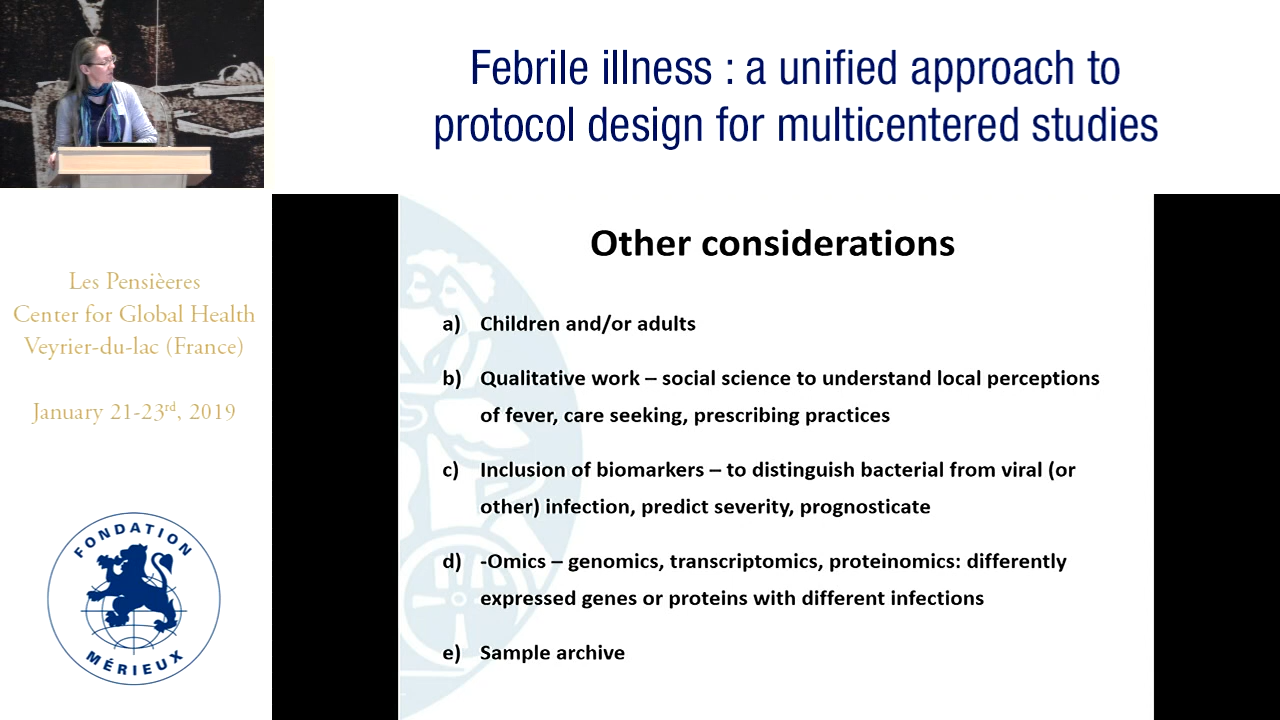 Febrile illness : a unified approach to
protocol design for multicentered studies
Les Pensièeres
Center for Global Health
Veyrier-du-lac (France)
January 21-23rd, 2019
FONDATION
MÉRIEUX
Other considerations
a) Children and/or adults
b) Qualitative work – social science to understand local perceptions
of fever, care seeking, prescribing practices
c) Inclusion of biomarkers – to distinguish bacterial from viral (or
other) infection, predict severity, prognosticate
d) -Omics – genomics, transcriptomics, proteinomics: differently
expressed genes or proteins with different infections
e) Sample archive